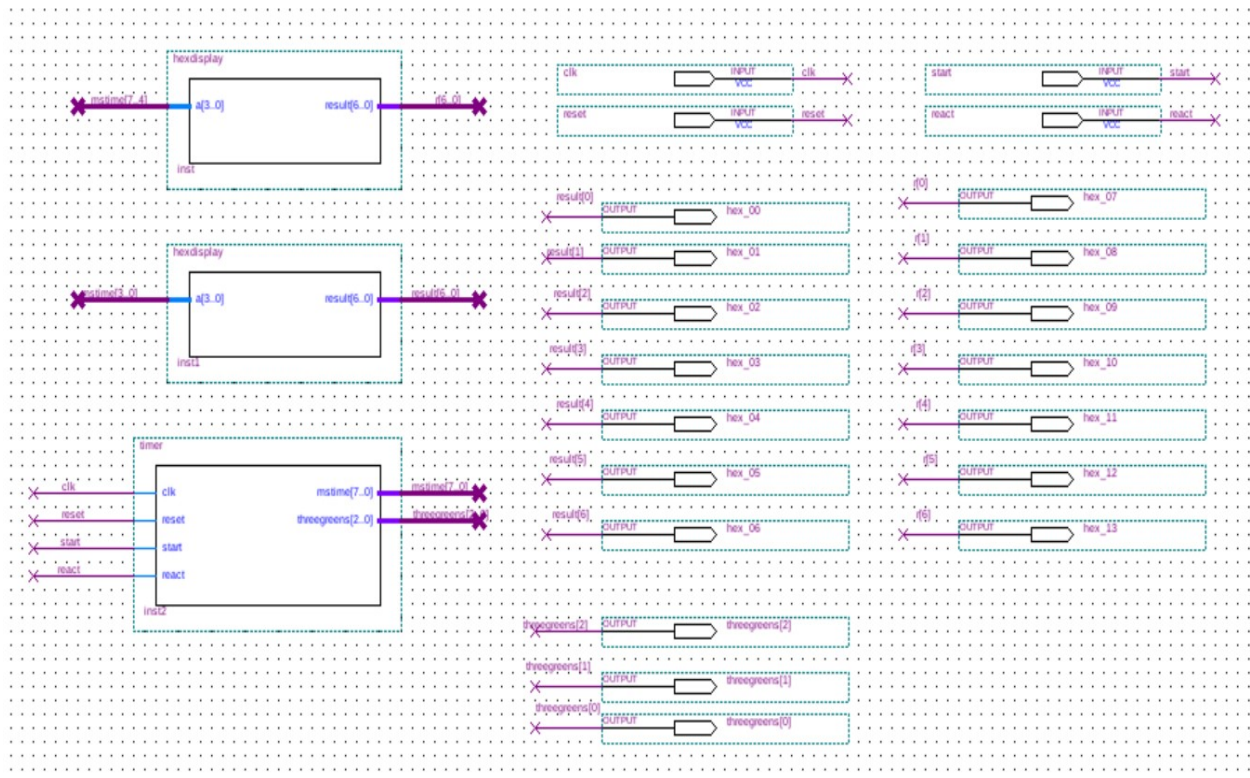 hexdisplay
mstime[7..4]
a[3..0]
result[6..0]
r[6..0]
inst
hexdisplay
mstime[3..0]
a[3..0]
result[6..0]
result[6..0]
inst1
timer
clk
clk
mstime[7..0]
mstime[7..0]
reset
reset
threegreens[2..0]
start
start
react
react
inst2
clk
INPUT
VCC
clk
reset
INPUT
VCC
reset
start
INPUT
VCC
start
react
INPUT
VCC
react
result[0]
OUTPUT
hex_00
result[1]
OUTPUT
hex_01
result[2]
OUTPUT
hex_02
result[3]
OUTPUT
hex_03
result[4]
OUTPUT
hex_04
result[5]
OUTPUT
hex_05
result[6]
OUTPUT
hex_06
r[0]
OUTPUT
hex_07
r[1]
OUTPUT
hex_08
r[2]
OUTPUT
hex_09
r[3]
OUTPUT
hex_10
r[4]
OUTPUT
hex_11
r[5]
OUTPUT
hex_12
r[6]
OUTPUT
hex_13
threegreens[2]
OUTPUT
threegreens[2]
threegreens[1]
OUTPUT
threegreens[1]
threegreens[0]
OUTPUT
threegreens[0]